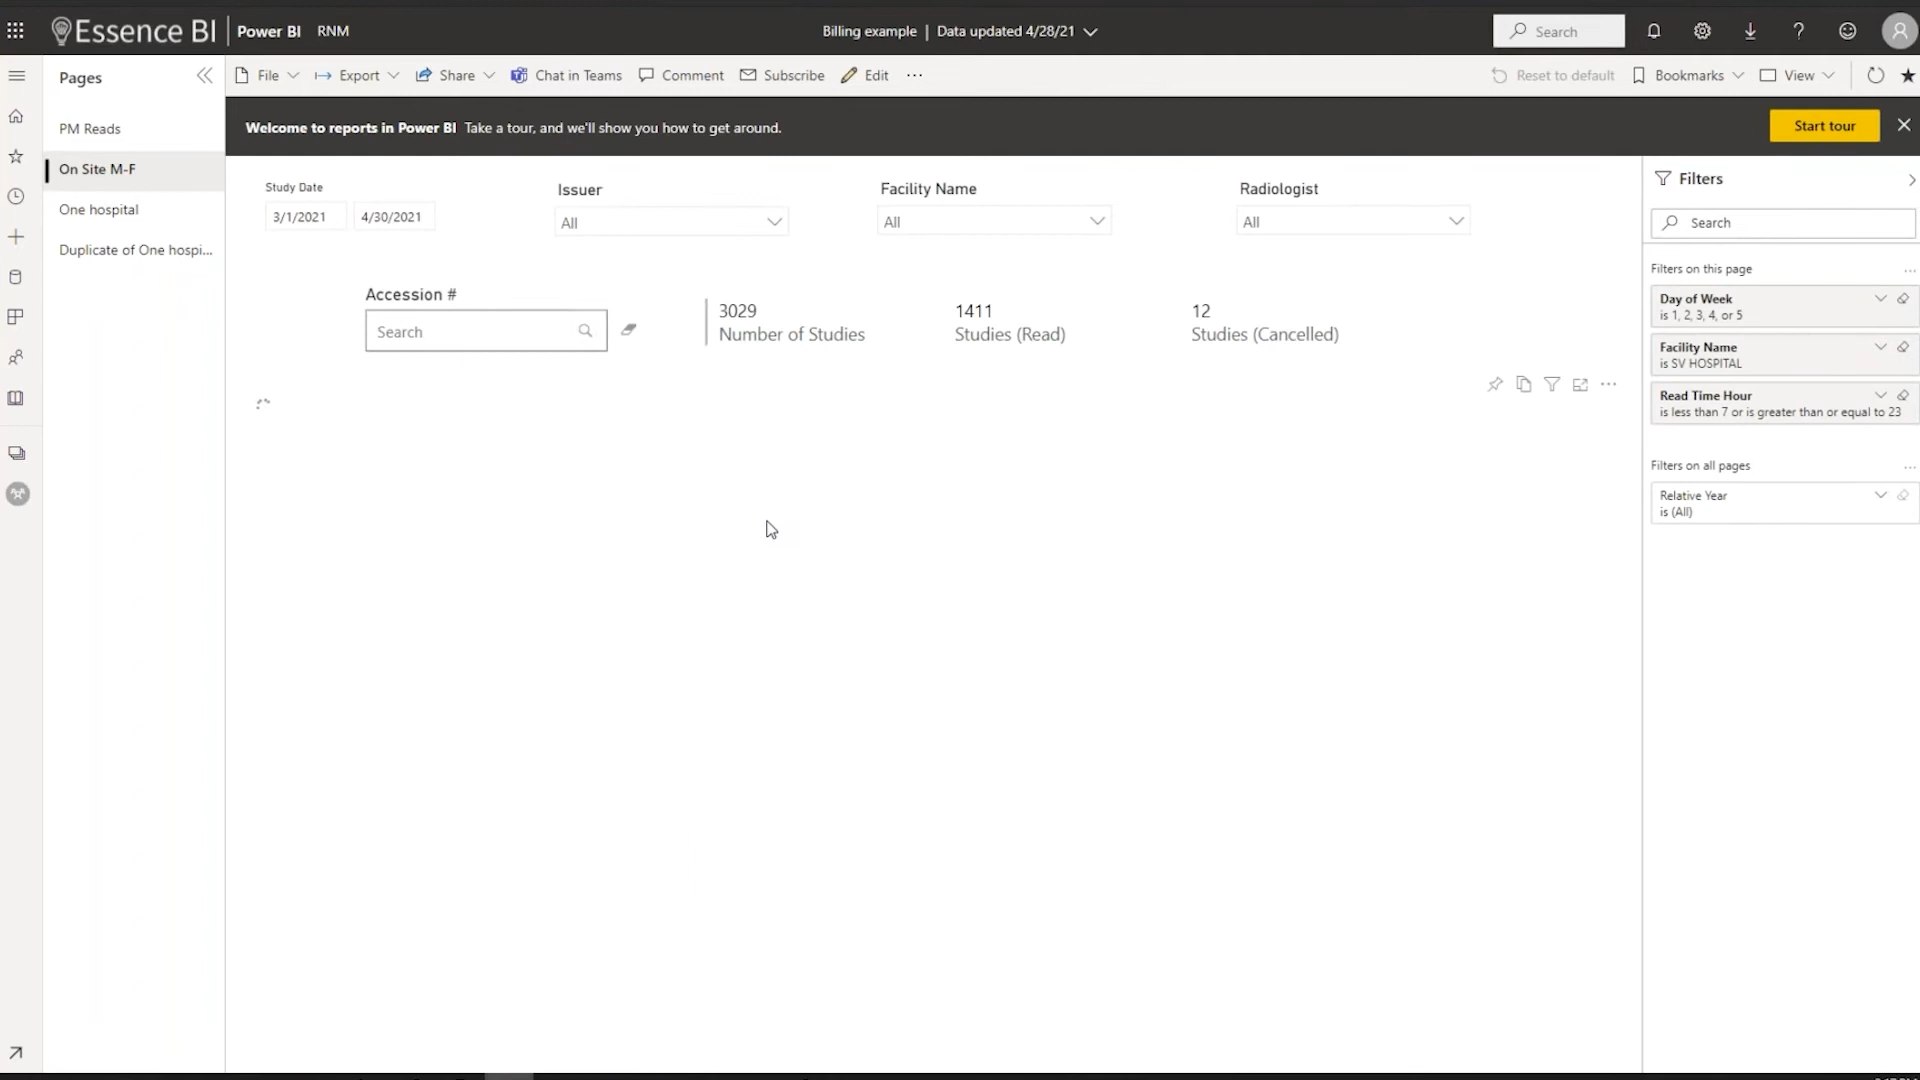 Essence BI Power BI RNM Billing example | Data updated 4/28/21 Search
Pages File Export Share Chat in Teams Comment Subscribe Edit Reset to default Bookmarks View
PM Reads
On Site M-F
One hospital
Duplicate of One hospi...
Welcome to reports in Power BI Take a tour, and we'll show you how to get around. Start tour
Study Date
3/1/2021 4/30/2021
Issuer
All
Facility Name
All
Radiologist
All
Accession #
Search
3029
Number of Studies
1411
Studies (Read)
12
Studies (Cancelled)
Filters
Search
Filters on this page
Day of Week
is 1, 2, 3, 4, or 5
Facility Name
is SV HOSPITAL
Read Time Hour
is less than 7 or is greater than or equal to 23
Filters on all pages
Relative Year
is (All)